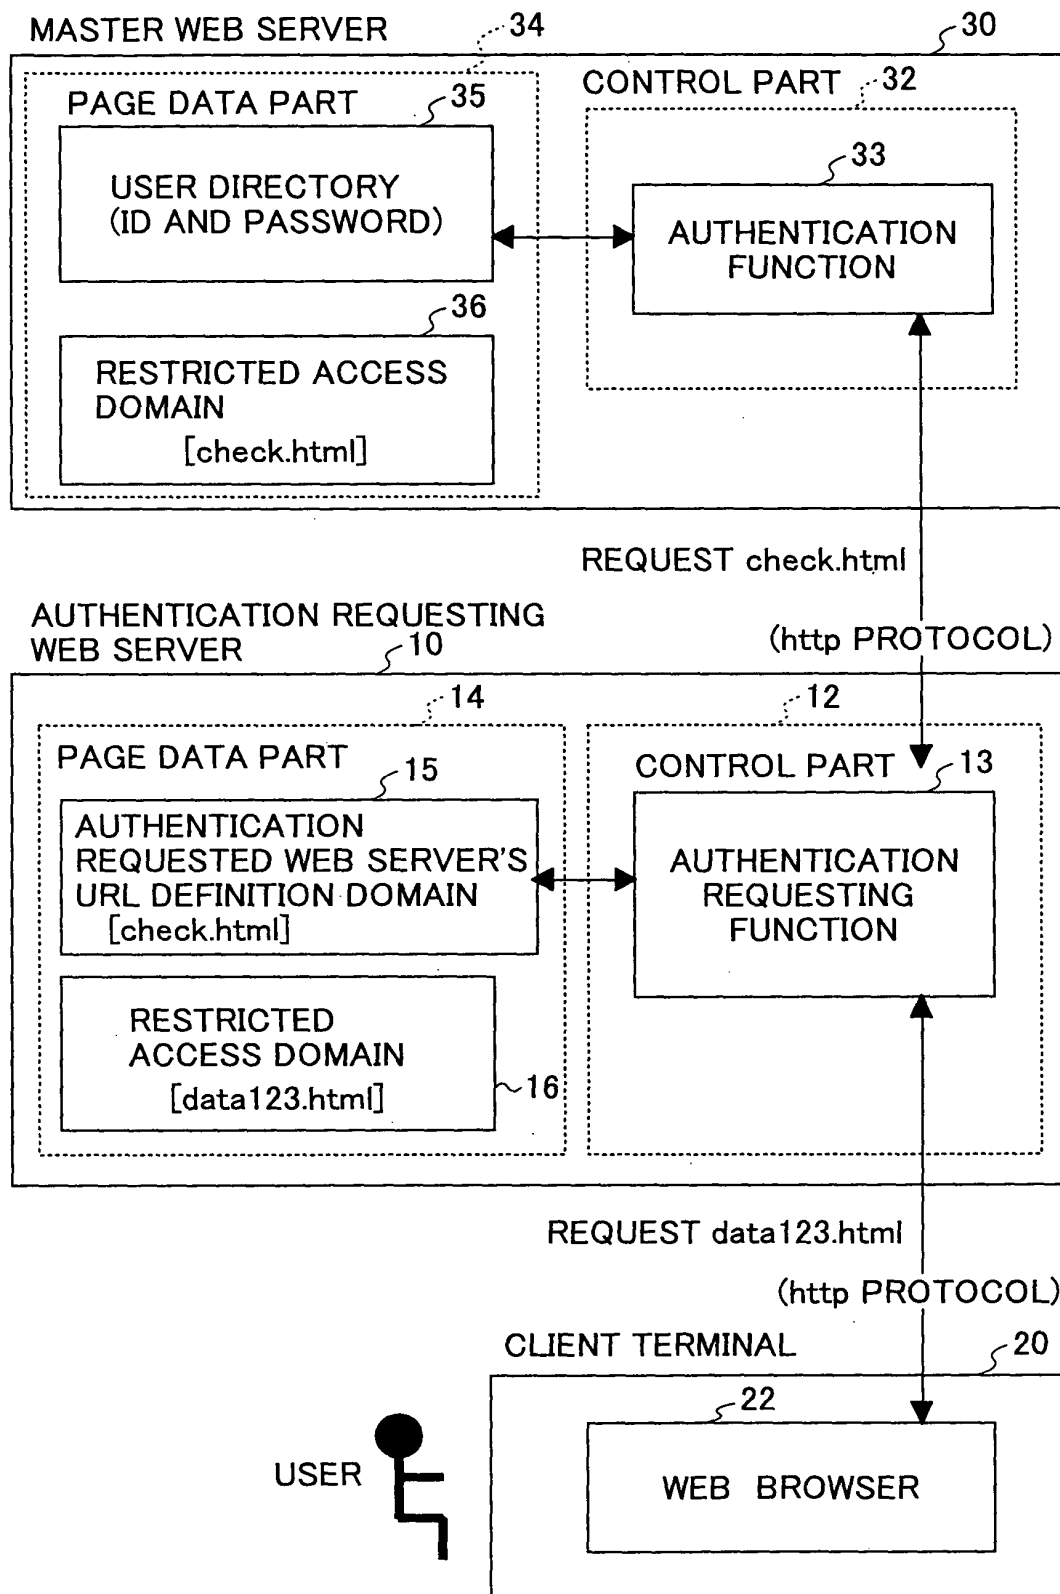 MASTER WEB SERVER
34
30
PAGE DATA PART
35
CONTROL PART
32
USER DIRECTORY
(ID AND PASSWORD)
33
AUTHENTICATION
FUNCTION
36
RESTRICTED ACCESS
DOMAIN
[check.html]
REQUEST check.html
(http PROTOCOL)
AUTHENTICATION REQUESTING
WEB SERVER
10
14
12
PAGE DATA PART
15
CONTROL PART
13
AUTHENTICATION
REQUESTED WEB SERVER'S
URL DEFINITION DOMAIN
[check.html]
AUTHENTICATION
REQUESTING
FUNCTION
RESTRICTED
ACCESS DOMAIN
[data123.html]
16
REQUEST data123.html
(http PROTOCOL)
CLIENT TERMINAL
20
22
USER
WEB BROWSER